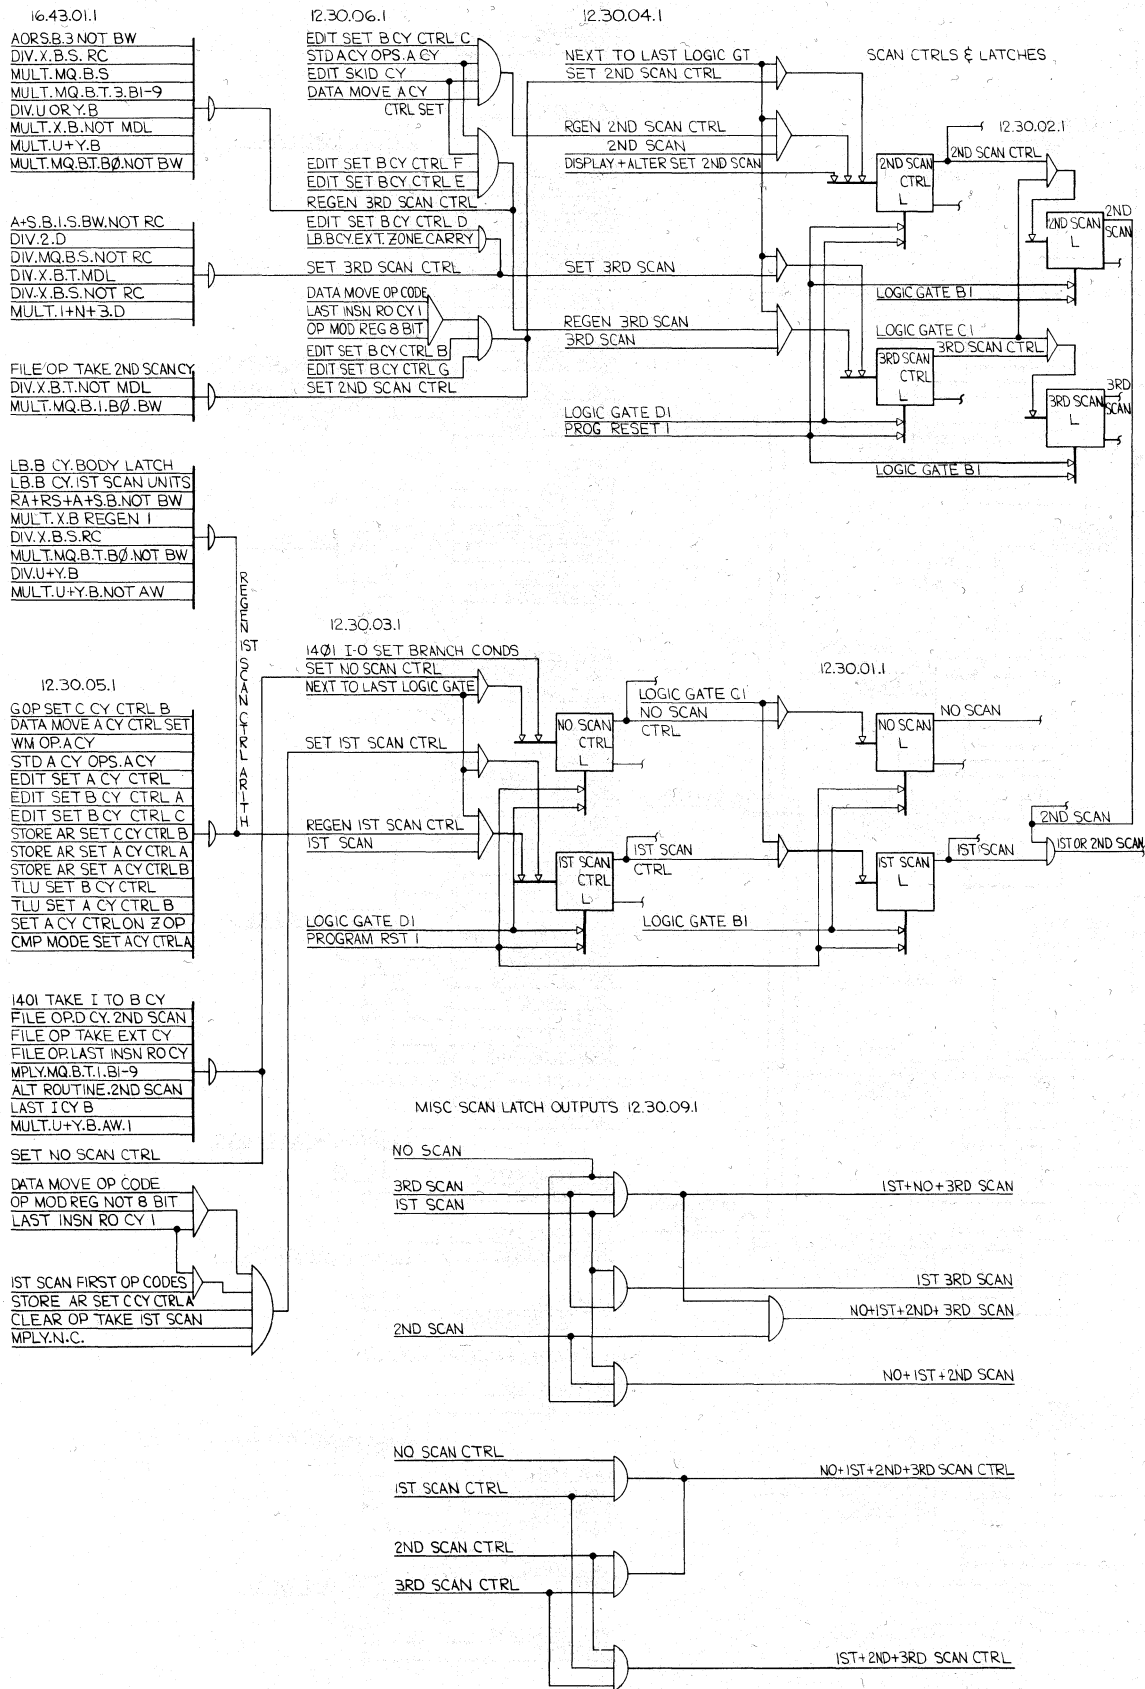 16.43.01.1
AORS.B.3 NOT BW
DIV.X.B.S. RC
MULT.MQ.B.S
MULT.MQ.B.T.3.B1-9
DIV.U OR Y.B
MULT.X.B.NOT MDL
MULT.U+Y.B
MULT.MQ.B.T.BØ.NOT BW
A+S.B.1.S.BW.NOT RC
DIV.2.D
DIV.MQ.B.S.NOT RC
DIV.X.B.T.MDL
DIV.X.B.S.NOT RC
MULT.1+N+3.D
FILE OP TAKE 2ND SCAN CY
DIV.X.B.T.NOT MDL
MULT.MQ.B.1.BØ.BW
12.30.06.1
EDIT SET B CY CTRL C
STD A CY OPS.A CY
EDIT SKID CY
DATA MOVE A CY
CTRL SET
EDIT SET B CY CTRL F
EDIT SET B CY CTRL E
REGEN 3RD SCAN CTRL
EDIT SET B CY CTRL D
LB.B CY.EXT.ZONE CARRY
SET 3RD SCAN CTRL
DATA MOVE OP CODE
LAST INSN RO CY 1
OP MOD REG 8 BIT
EDIT SET B CY CTRL B
EDIT SET B CY CTRL G
SET 2ND SCAN CTRL
12.30.04.1
NEXT TO LAST LOGIC GT
SET 2ND SCAN CTRL
RGEN 2ND SCAN CTRL
2ND SCAN
DISPLAY+ALTER SET 2ND SCAN
SET 3RD SCAN
REGEN 3RD SCAN
3RD SCAN
LOGIC GATE D1
PROG RESET 1
SCAN CTRLS & LATCHES
12.30.02.1
2ND SCAN
CTRL
L
2ND SCAN CTRL
2ND SCAN
L
2ND
SCAN
LOGIC GATE B1
LOGIC GATE C1
3RD SCAN CTRL
3RD SCAN
CTRL
L
3RD SCAN
L
3RD
SCAN
LOGIC GATE B1
LB.B CY.BODY LATCH
LB.B CY.1ST SCAN UNITS
RA+RS+A+S.B.NOT BW
MULT.X.B REGEN 1
DIV.X.B.S.RC
MULT.MQ.B.T.BØ.NOT BW
DIV.U+Y.B
MULT.U+Y.B.NOT AW
REGEN 1ST SCAN CTRL ARITH
12.30.05.1
G OP SET C CY CTRL B
DATA MOVE A CY CTRL SET
WM OP.A CY
STD A CY OPS.A CY
EDIT SET A CY CTRL
EDIT SET B CY CTRL A
EDIT SET B CY CTRL C
STORE AR SET C CY CTRL B
STORE AR SET A CY CTRL A
STORE AR SET A CY CTRL B
TLU SET B CY CTRL
TLU SET A CY CTRL B
SET A CY CTRL ON Z OP
CMP MODE SET A CY CTRL A
12.30.03.1
14Ø1 I-O SET BRANCH CONDS
SET NO SCAN CTRL
NEXT TO LAST LOGIC GATE
SET 1ST SCAN CTRL
REGEN 1ST SCAN CTRL
1ST SCAN
LOGIC GATE D1
PROGRAM RST 1
NO SCAN
CTRL
L
1ST SCAN
CTRL
L
LOGIC GATE C1
NO SCAN
CTRL
1ST SCAN
CTRL
LOGIC GATE B1
12.30.01.1
NO SCAN
L
NO SCAN
1ST SCAN
L
1ST SCAN
2ND SCAN
1ST OR 2ND SCAN
1401 TAKE I TO B CY
FILE OP.D CY.2ND SCAN
FILE OP TAKE EXT CY
FILE OP.LAST INSN RO CY
MPLY.MQ.B.T.1.B1-9
ALT ROUTINE.2ND SCAN
LAST I CY B
MULT.U+Y.B.AW.1
SET NO SCAN CTRL
DATA MOVE OP CODE
OP MOD REG NOT 8 BIT
LAST INSN RO CY 1
1ST SCAN FIRST OP CODES
STORE AR SET C CY CTRL A
CLEAR OP TAKE 1ST SCAN
MPLY.N.C.
MISC SCAN LATCH OUTPUTS 12.30.09.1
NO SCAN
3RD SCAN
1ST SCAN
2ND SCAN
1ST+NO+3RD SCAN
1ST 3RD SCAN
NO+1ST+2ND+3RD SCAN
NO+1ST+2ND SCAN
NO SCAN CTRL
1ST SCAN CTRL
2ND SCAN CTRL
3RD SCAN CTRL
NO+1ST+2ND+3RD SCAN CTRL
1ST+2ND+3RD SCAN CTRL